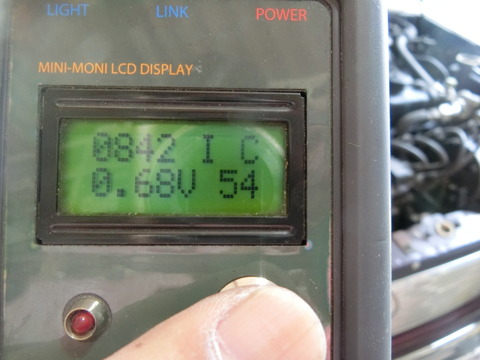 LIGHT LINK POWER
MINI-MONI LCD DISPLAY
0842 I C
0.68V 54